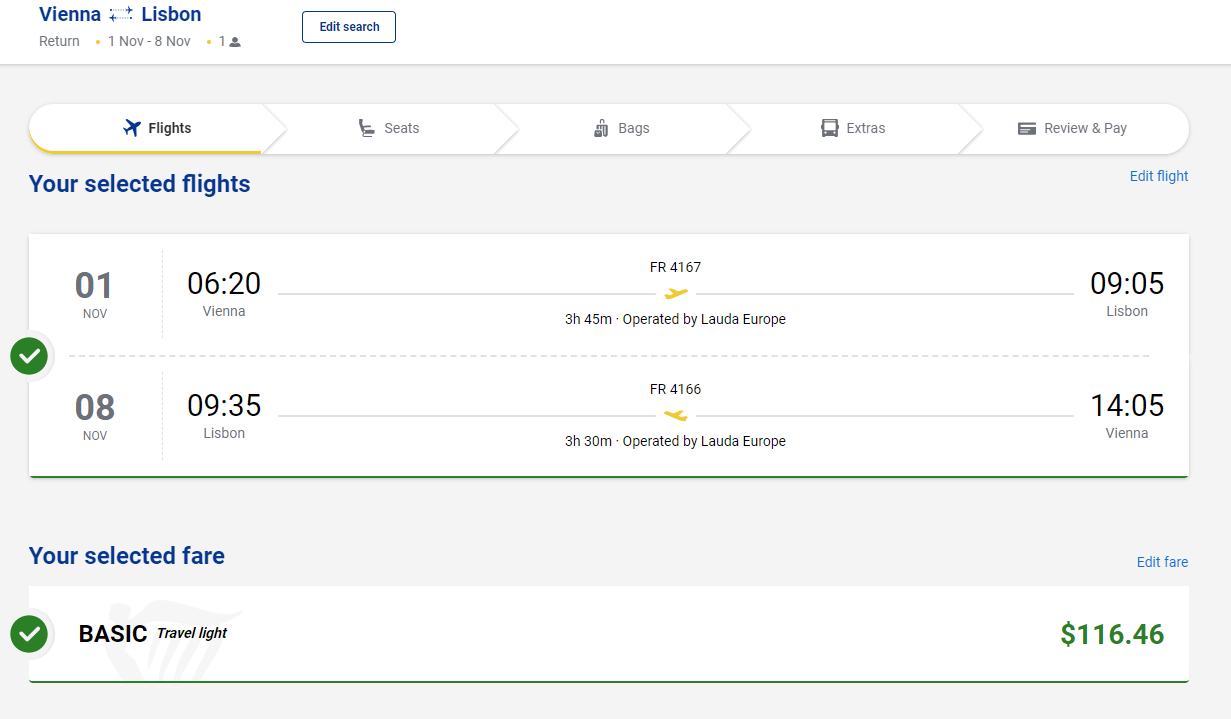 Vienna Lisbon
Return • 1 Nov - 8 Nov • 1
Edit search
Flights
Seats
Bags
Extras
Review & Pay
Your selected flights
Edit flight
01
NOV
06:20
Vienna
FR 4167
3h 45m · Operated by Lauda Europe
09:05
Lisbon
08
NOV
09:35
Lisbon
FR 4166
3h 30m · Operated by Lauda Europe
14:05
Vienna
Your selected fare
Edit fare
BASIC Travel light
$116.46